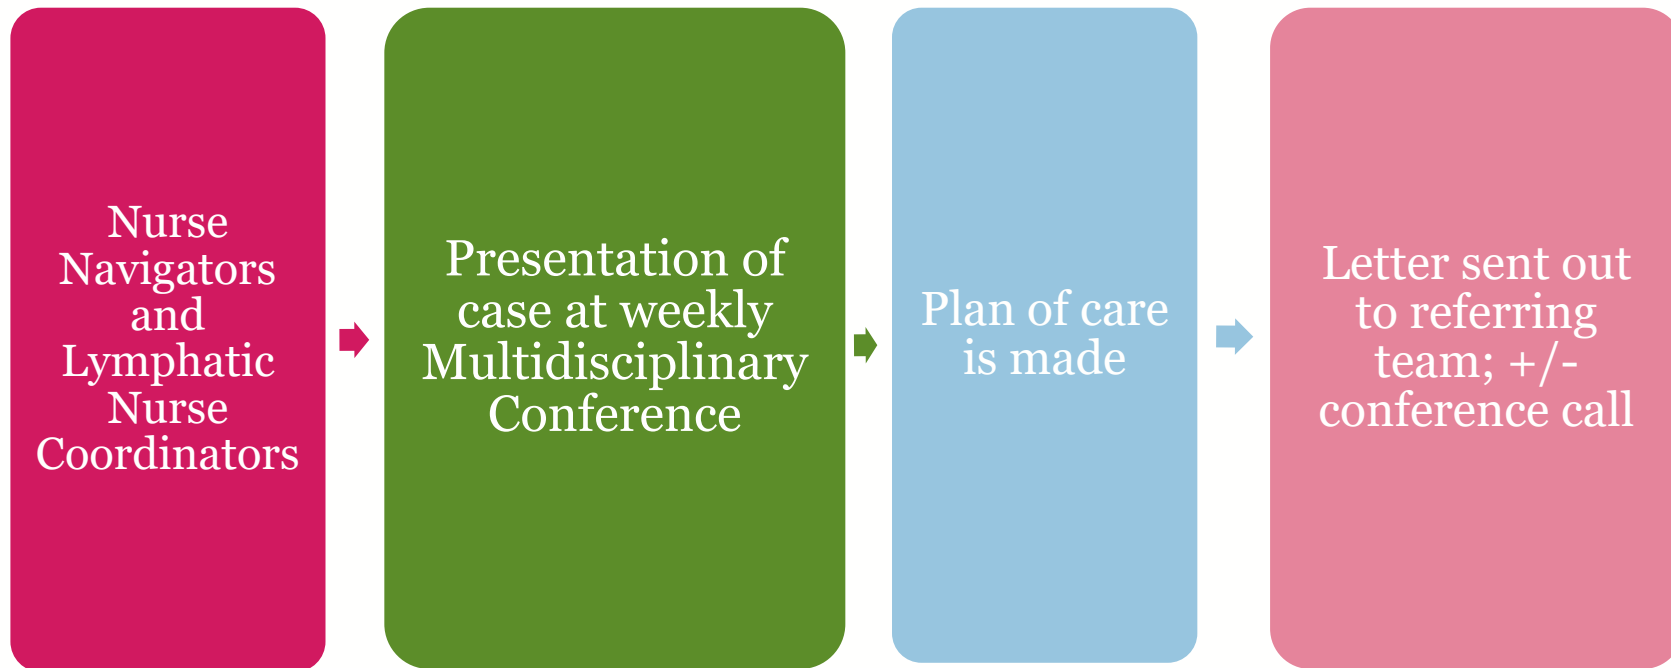 Nurse
Navigators
and
Lymphatic
Nurse
Coordinators
Presentation of
case at weekly
Multidisciplinary
Conference
Plan of care
is made
Letter sent out
to referring
team; +/-
conference call